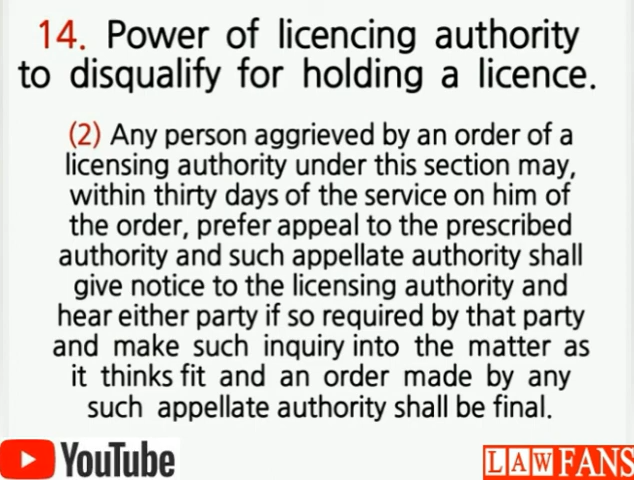 14. Power of licencing authority
to disqualify for holding a licence.
(2) Any person aggrieved by an order of a
licensing authority under this section may,
within thirty days of the service on him of
the order, prefer appeal to the prescribed
authority and such appellate authority shall
give notice to the licensing authority and
hear either party if so required by that party
and make such inquiry into the matter as
it thinks fit and an order made by any
such appellate authority shall be final.
YouTube
LAWFANS